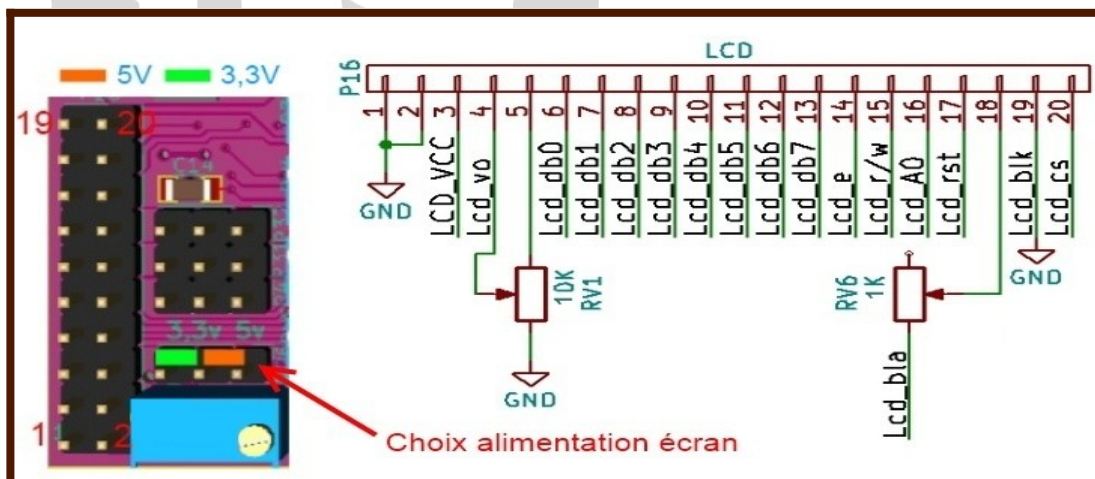 5V 3,3V
19 20
C14
3,3v 5v
1 2
Choix alimentation écran
LCD
P16
1 2 3 4 5 6 7 8 9 10 11 12 13 14 15 16 17 18 19 20
LCD_VCC
Lcd_vo
Lcd_db0
Lcd_db1
Lcd_db2
Lcd_db3
Lcd_db4
Lcd_db5
Lcd_db6
Lcd_db7
Lcd_e
Lcd_r/w
Lcd_A0
Lcd_rst
Lcd_blk
Lcd_cs
GND
10K
RV1
GND
RV6
1K
GND
Lcd_bla